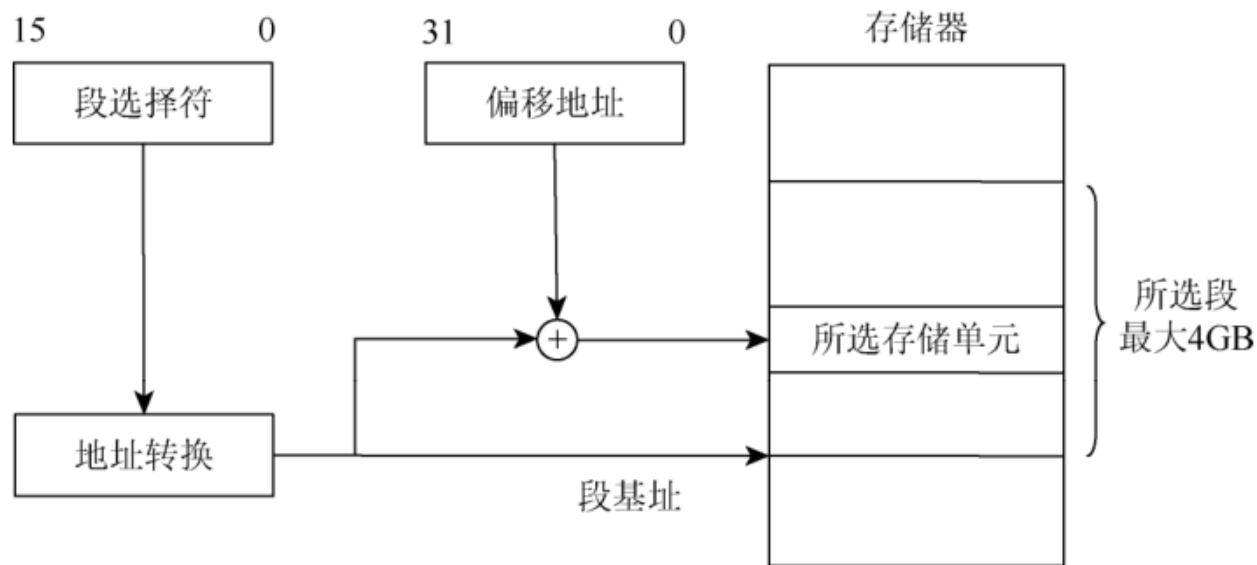 15 0 31 0 存储器
段选择符 偏移地址
+ 所选存储单元
所选段
最大4GB
地址转换
段基址